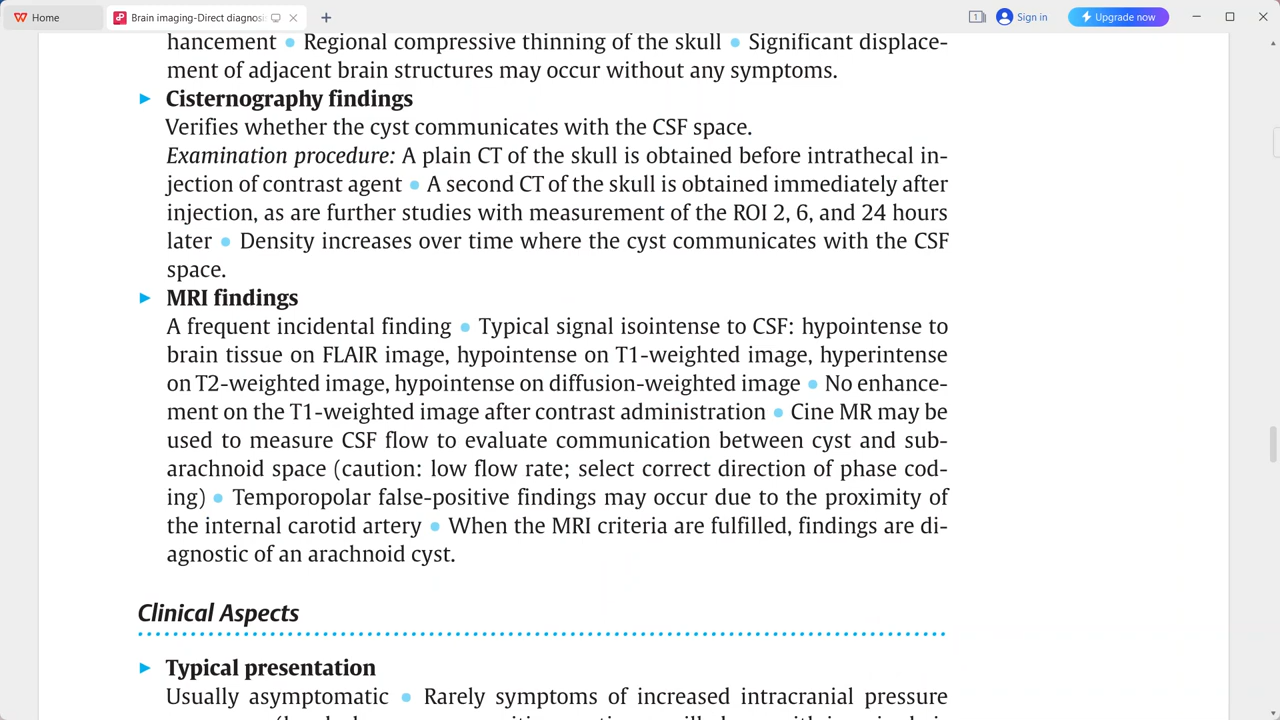 Home
Brain imaging-Direct diagnosi
1
Sign in
Upgrade now
hancement • Regional compressive thinning of the skull • Significant displace-
ment of adjacent brain structures may occur without any symptoms.
Cisternography findings
Verifies whether the cyst communicates with the CSF space.
Examination procedure: A plain CT of the skull is obtained before intrathecal in-
jection of contrast agent • A second CT of the skull is obtained immediately after
injection, as are further studies with measurement of the ROI 2, 6, and 24 hours
later • Density increases over time where the cyst communicates with the CSF
space.
MRI findings
A frequent incidental finding • Typical signal isointense to CSF: hypointense to
brain tissue on FLAIR image, hypointense on T1-weighted image, hyperintense
on T2-weighted image, hypointense on diffusion-weighted image • No enhance-
ment on the T1-weighted image after contrast administration • Cine MR may be
used to measure CSF flow to evaluate communication between cyst and sub-
arachnoid space (caution: low flow rate; select correct direction of phase cod-
ing) • Temporopolar false-positive findings may occur due to the proximity of
the internal carotid artery • When the MRI criteria are fulfilled, findings are di-
agnostic of an arachnoid cyst.
Clinical Aspects
Typical presentation
Usually asymptomatic • Rarely symptoms of increased intracranial pressure